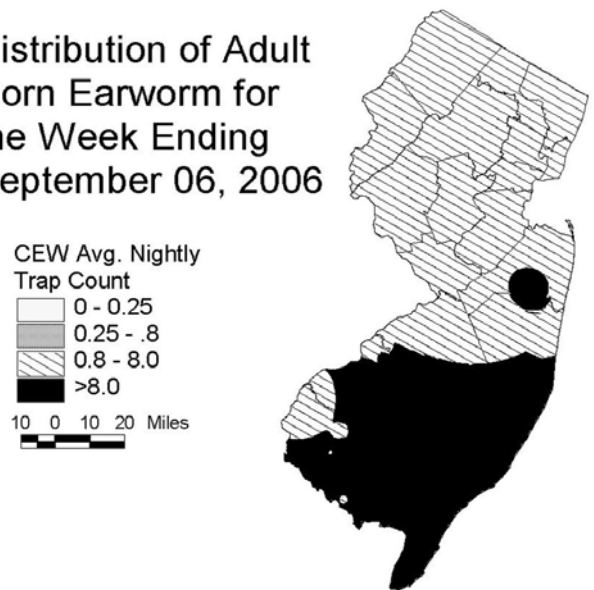 istribution of Adult
orn Earworm for
he Week Ending
eptember 06, 2006
CEW Avg. Nightly
Trap Count
0 - 0.25
0.25 - .8
0.8 - 8.0
>8.0
10 0 10 20 Miles